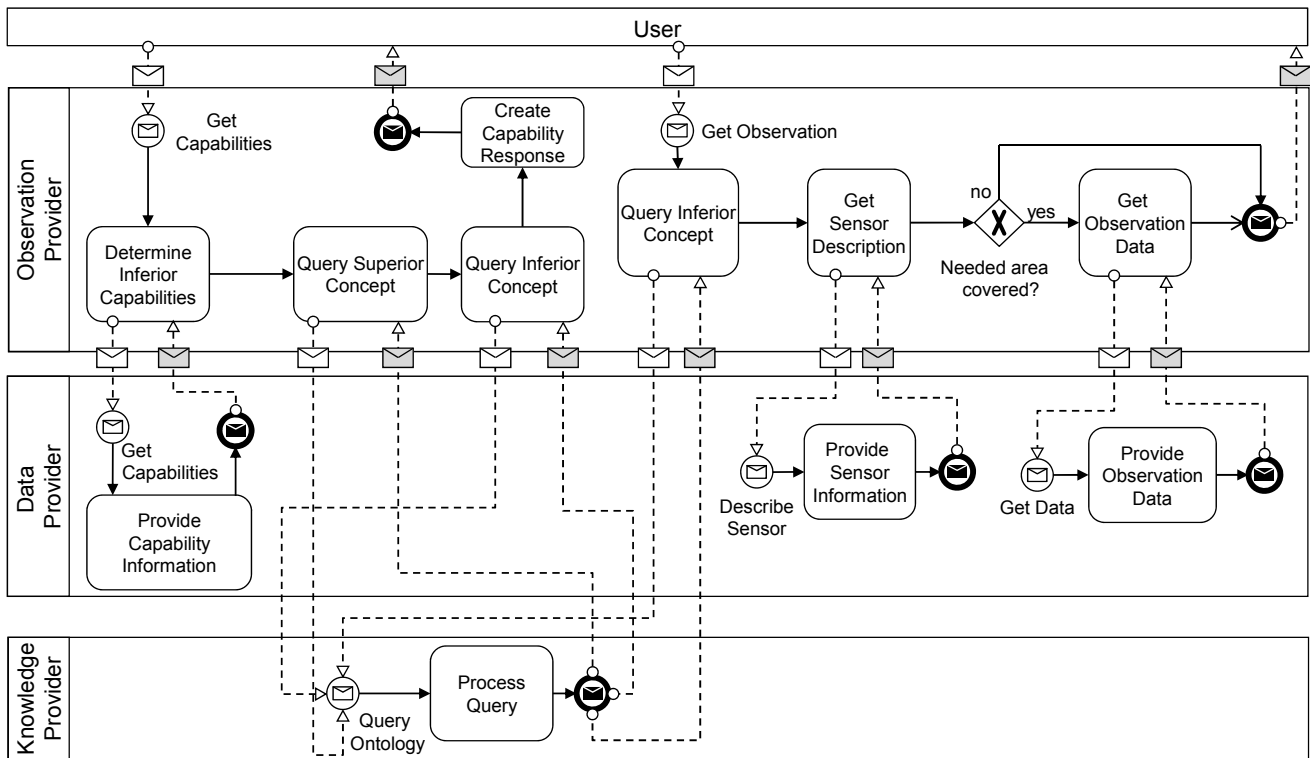 User
Observation
Provider
Get
Capabilities
Create
Capability
Response
Get Observation
Determine
Inferior
Capabilities
Query Superior
Concept
Query Inferior
Concept
Query Inferior
Concept
Get
Sensor
Description
no
X
yes
Needed area
covered?
Get
Observation
Data
Data
Provider
Get
Capabilities
Provide
Capability
Information
Describe
Sensor
Provide
Sensor
Information
Get Data
Provide
Observation
Data
Knowledge
Provider
Query
Ontology
Process
Query